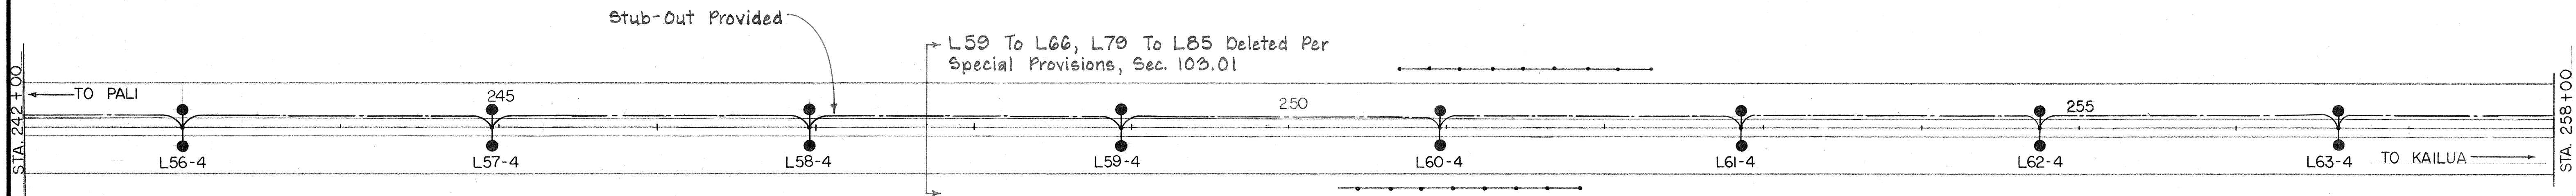 Stub-Out Provided
L59 To L66, L79 To L85 Deleted Per
Special Provisions, Sec. 103.01
STA. 242+00
TO PALI
245
250
255
STA. 258+00
L56-4
L57-4
L58-4
L59-4
L60-4
L61-4
L62-4
L63-4
TO KAILUA